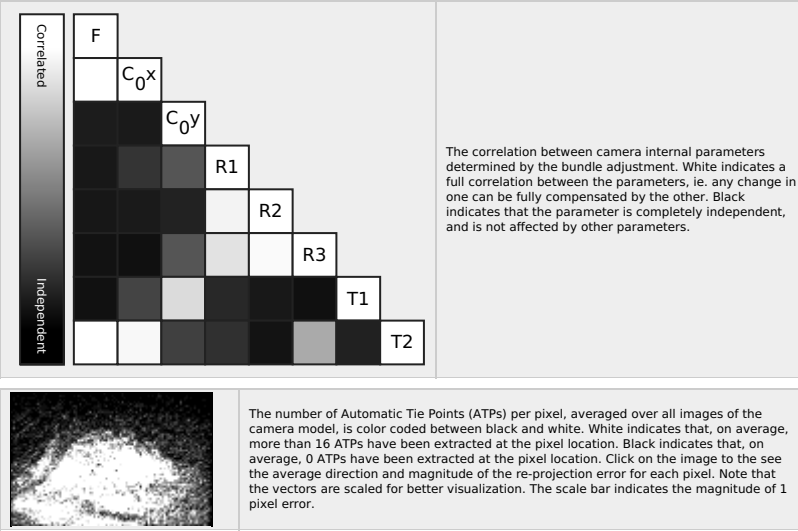 Correlated
Independent
F
C0x
C0y
R1
R2
R3
T1
T2
The correlation between camera internal parameters
determined by the bundle adjustment. White indicates a
full correlation between the parameters, ie. any change in
one can be fully compensated by the other. Black
indicates that the parameter is completely independent,
and is not affected by other parameters.
The number of Automatic Tie Points (ATPs) per pixel, averaged over all images of the
camera model, is color coded between black and white. White indicates that, on average,
more than 16 ATPs have been extracted at the pixel location. Black indicates that, on
average, 0 ATPs have been extracted at the pixel location. Click on the image to the see
the average direction and magnitude of the re-projection error for each pixel. Note that
the vectors are scaled for better visualization. The scale bar indicates the magnitude of 1
pixel error.